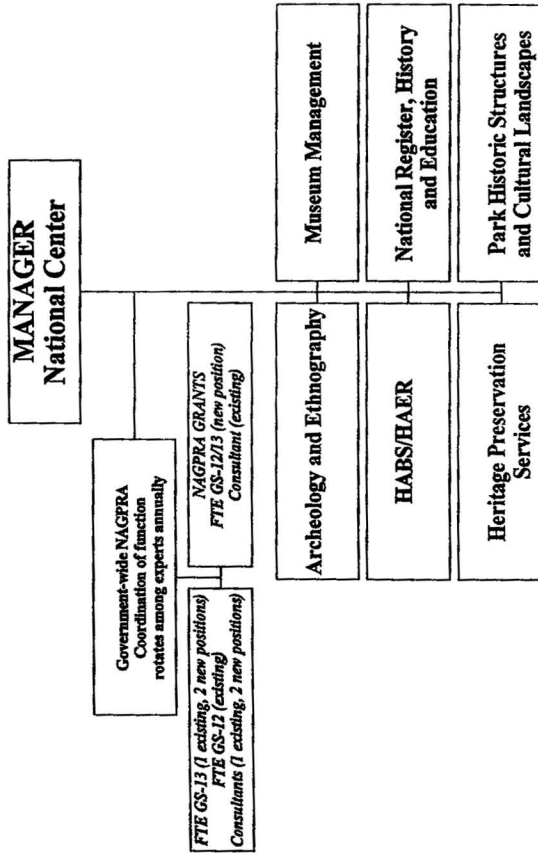 MANAGER
National Center
Government-wide NAGPRA
Coordination of function
rotates among experts annually
FTE GS-13 (1 existing, 2 new positions)
FTE GS-12 (existing)
Consultants (1 existing, 2 new positions)
NAGPRA GRANTS
FTE GS-12/13 (new position)
Consultant (existing)
Archeology and Ethnography
Museum Management
HABS/HAER
National Register, History
and Education
Heritage Preservation
Services
Park Historic Structures
and Cultural Landscapes